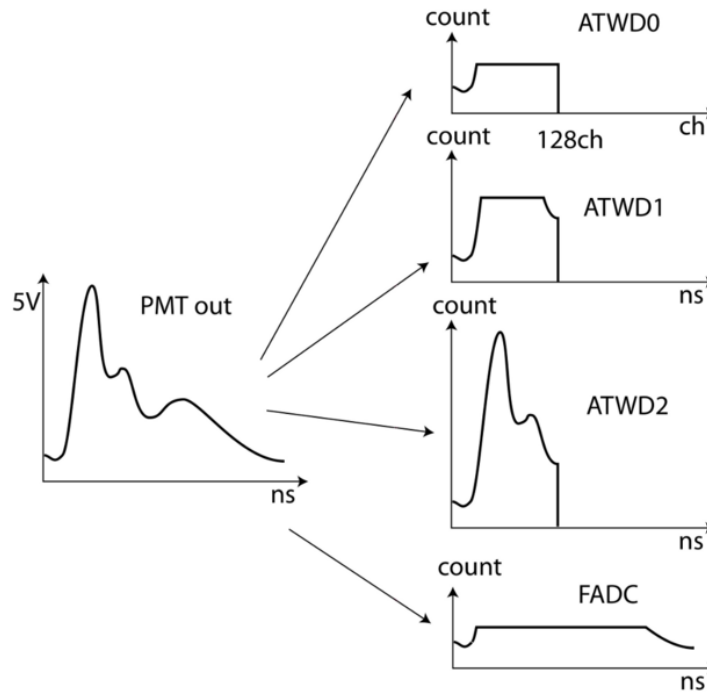 count
ATWD0
ch
128ch
count
ATWD1
ns
5V
PMT out
ns
count
ATWD2
ns
count
FADC
ns